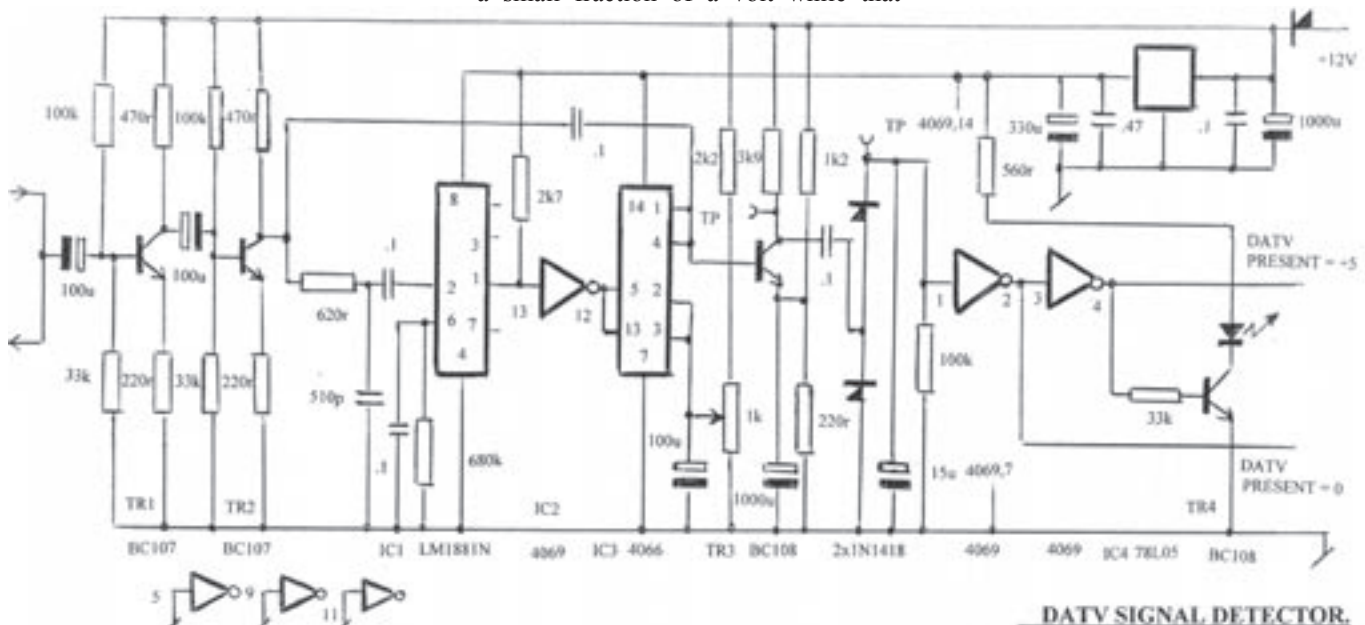 a small fraction of a volt while that
+12V
100k 470r 100k 470r
TP 4069,14
330u .47 .1 1000u
.1
2k2 3k9 1k2
560r
2k7
8
14 1
TP
4
3
.1
1
2
5 2
.1
DATV
PRESENT = +5
100u
100u
620r
13 12
6 7
13 3
1 2 3 4
4
7
33k 220r 33k 220r
510p
1k
220r
100k
33k
.1
680k
100u
1000u
15u 4069,7
DATV
PRESENT = 0
TR1 TR2
IC2
TR4
BC107 BC107 IC1 LM1881N 4069 IC3 4066 TR3 BC108 2x1N1418 4069 4069 IC4 78L05 BC108
5 9 11
DATV SIGNAL DETECTOR.